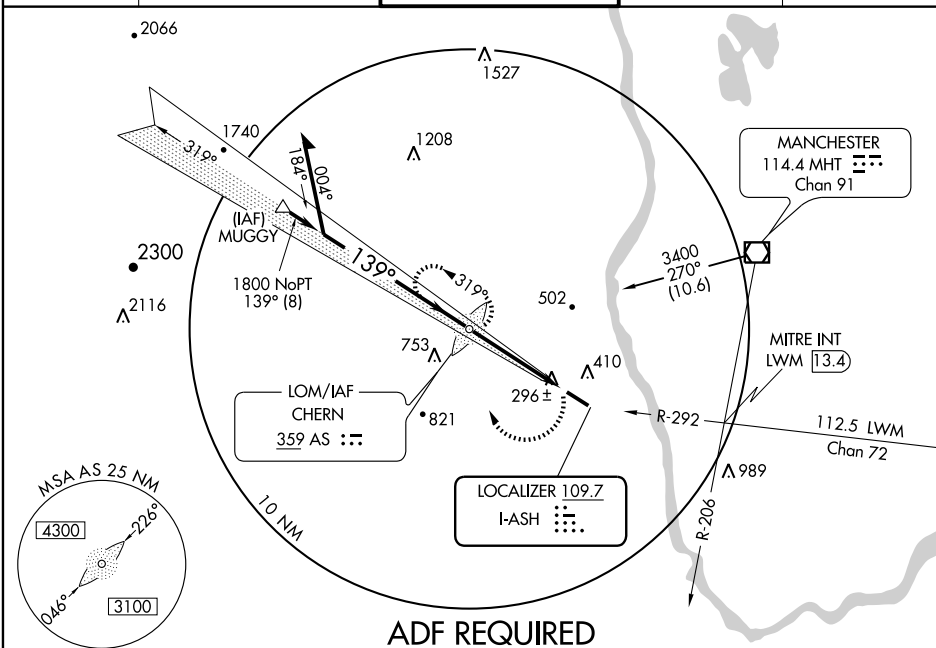 2066
1527
1740
1208
319°
004°
184°
MANCHESTER
114.4 MHT
Chan 91
(IAF)
MUGGY
139°
2300
1800 NoPT
139° (8)
319°
3400
270°
(10.6)
502
2116
753
MITRE INT
LWM 13.4
410
296±
LOM/IAF
CHERN
359 AS
821
R-292
112.5 LWM
Chan 72
989
LOCALIZER 109.7
I-ASH
R-206
MSA AS 25 NM
4300
226°
046°
3100
10 NM
ADF REQUIRED